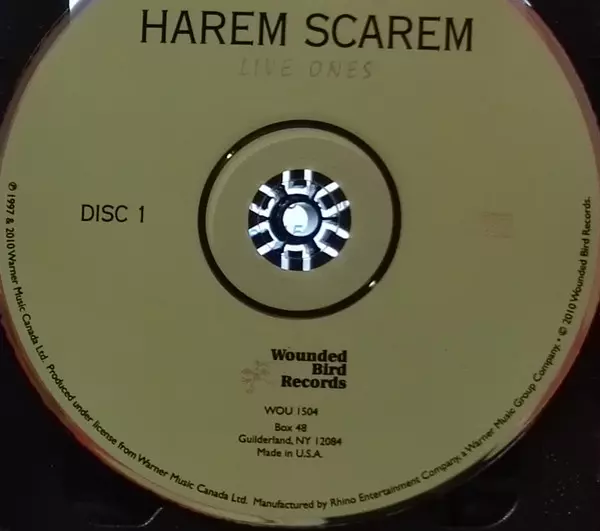 HAREM SCAREM
LIVE ONES
DISC 1
Wounded
Bird
Records
WOU 1504
Box 48
Guilderland, NY 12084
Made in U.S.A.
℗ 1997 & 2010 Warner Music Canada Ltd. Produced under license from Warner Music Canada Ltd. Manufactured by Rhino Entertainment Company, a Warner Music Group Company. • © 2010 Wounded Bird Records.